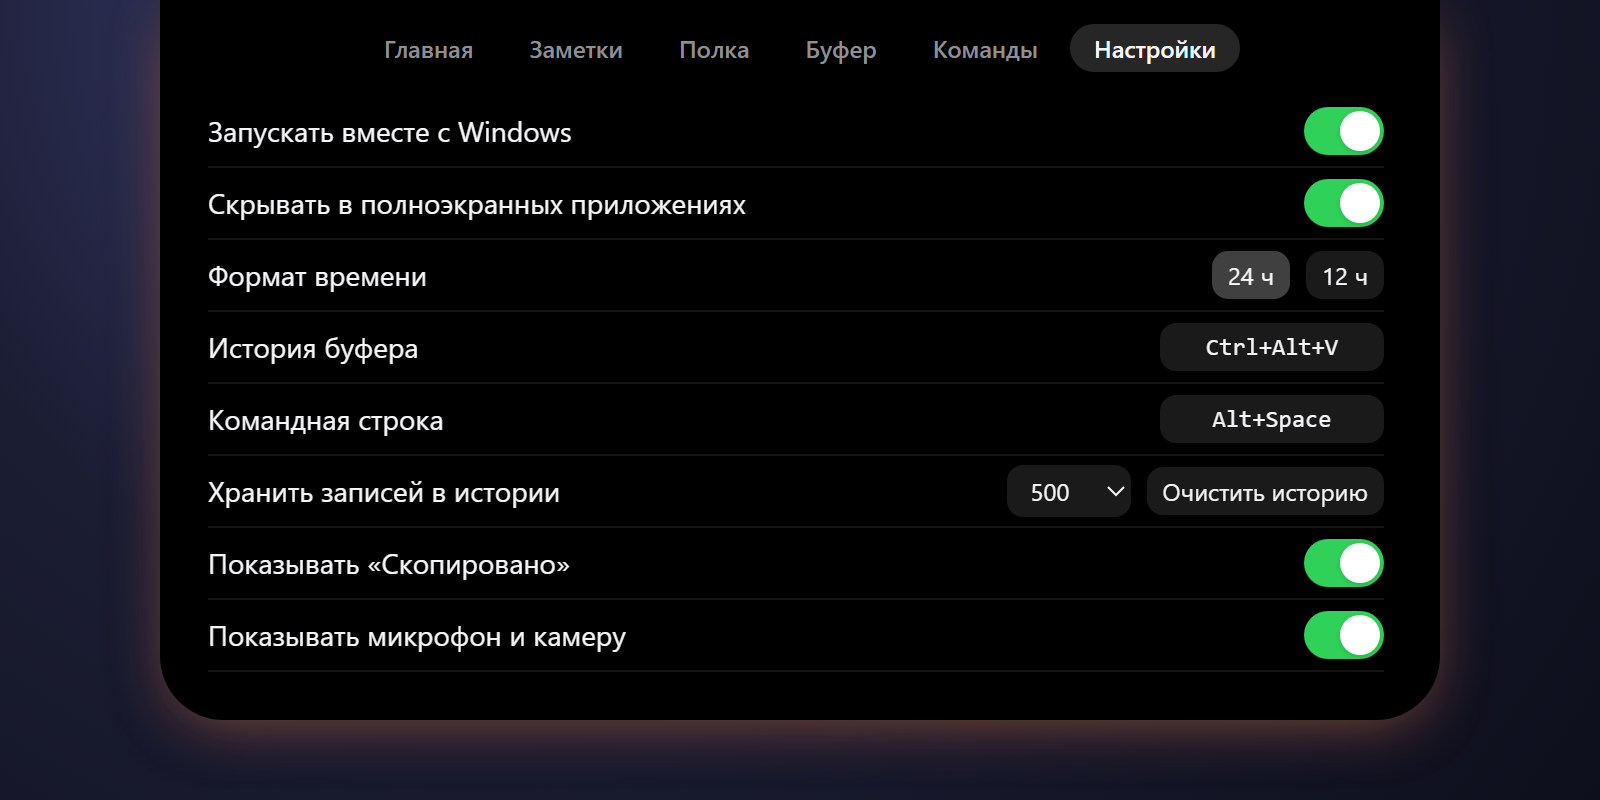 Главная Заметки Полка Буфер Команды Настройки
Запускать вместе с Windows
Скрывать в полноэкранных приложениях
Формат времени 24 ч 12 ч
История буфера Ctrl+Alt+V
Командная строка Alt+Space
Хранить записей в истории 500 Очистить историю
Показывать «Скопировано»
Показывать микрофон и камеру